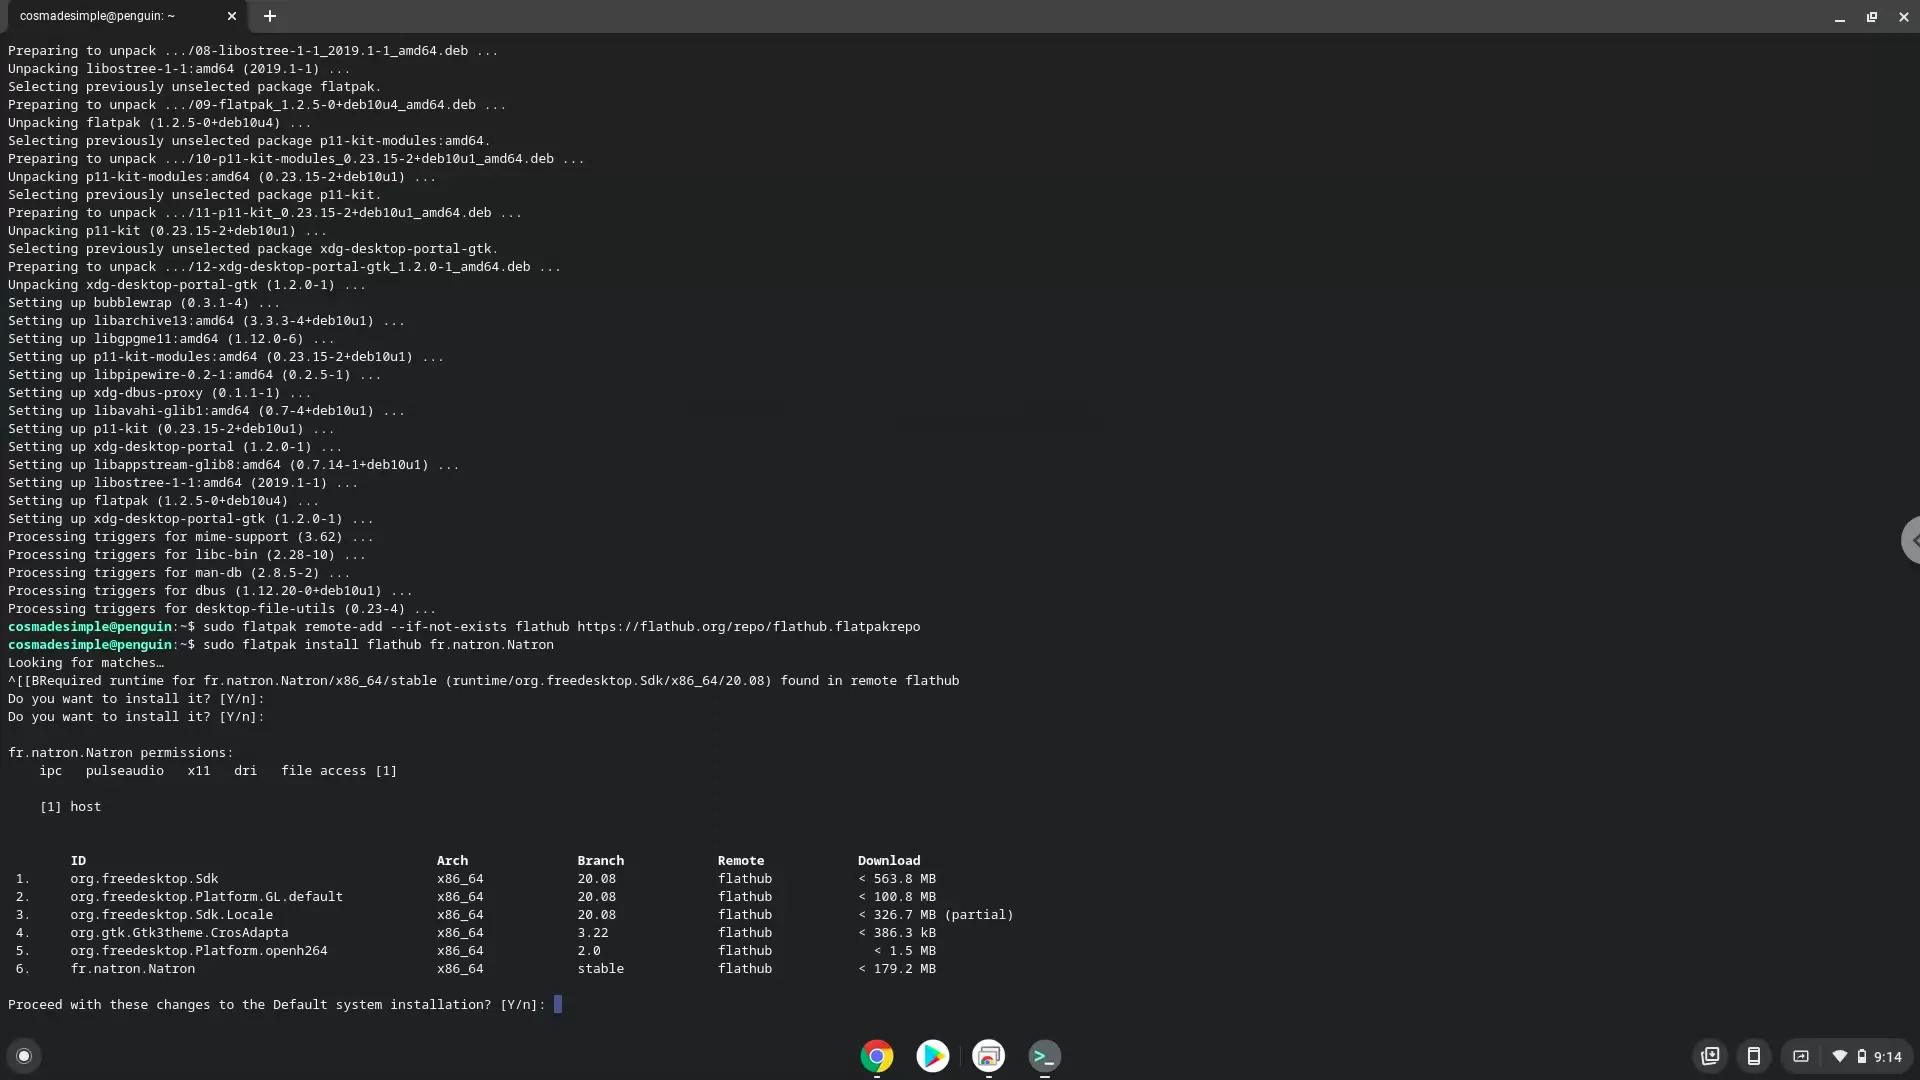 cosmadesimple@penguin: ~
Preparing to unpack .../08-libostree-1-1_2019.1-1_amd64.deb ...
Unpacking libostree-1-1:amd64 (2019.1-1) ...
Selecting previously unselected package flatpak.
Preparing to unpack .../09-flatpak_1.2.5-0+deb10u4_amd64.deb ...
Unpacking flatpak (1.2.5-0+deb10u4) ...
Selecting previously unselected package p11-kit-modules:amd64.
Preparing to unpack .../10-p11-kit-modules_0.23.15-2+deb10u1_amd64.deb ...
Unpacking p11-kit-modules:amd64 (0.23.15-2+deb10u1) ...
Selecting previously unselected package p11-kit.
Preparing to unpack .../11-p11-kit_0.23.15-2+deb10u1_amd64.deb ...
Unpacking p11-kit (0.23.15-2+deb10u1) ...
Selecting previously unselected package xdg-desktop-portal-gtk.
Preparing to unpack .../12-xdg-desktop-portal-gtk_1.2.0-1_amd64.deb ...
Unpacking xdg-desktop-portal-gtk (1.2.0-1) ...
Setting up bubblewrap (0.3.1-4) ...
Setting up libarchive13:amd64 (3.3.3-4+deb10u1) ...
Setting up libgpgme11:amd64 (1.12.0-6) ...
Setting up p11-kit-modules:amd64 (0.23.15-2+deb10u1) ...
Setting up libpipewire-0.2-1:amd64 (0.2.5-1) ...
Setting up xdg-dbus-proxy (0.1.1-1) ...
Setting up libavahi-glib1:amd64 (0.7-4+deb10u1) ...
Setting up p11-kit (0.23.15-2+deb10u1) ...
Setting up xdg-desktop-portal (1.2.0-1) ...
Setting up libappstream-glib8:amd64 (0.7.14-1+deb10u1) ...
Setting up libostree-1-1:amd64 (2019.1-1) ...
Setting up flatpak (1.2.5-0+deb10u4) ...
Setting up xdg-desktop-portal-gtk (1.2.0-1) ...
Processing triggers for mime-support (3.62) ...
Processing triggers for libc-bin (2.28-10) ...
Processing triggers for man-db (2.8.5-2) ...
Processing triggers for dbus (1.12.20-0+deb10u1) ...
Processing triggers for desktop-file-utils (0.23-4) ...
cosmadesimple@penguin:~$ sudo flatpak remote-add --if-not-exists flathub https://flathub.org/repo/flathub.flatpakrepo
cosmadesimple@penguin:~$ sudo flatpak install flathub fr.natron.Natron
Looking for matches…
^[[BRequired runtime for fr.natron.Natron/x86_64/stable (runtime/org.freedesktop.Sdk/x86_64/20.08) found in remote flathub
Do you want to install it? [Y/n]:
Do you want to install it? [Y/n]:
fr.natron.Natron permissions:
ipc pulseaudio x11 dri file access [1]
[1] host
ID Arch Branch Remote Download
1. org.freedesktop.Sdk x86_64 20.08 flathub < 563.8 MB
2. org.freedesktop.Platform.GL.default x86_64 20.08 flathub < 100.8 MB
3. org.freedesktop.Sdk.Locale x86_64 20.08 flathub < 326.7 MB (partial)
4. org.gtk.Gtk3theme.CrosAdapta x86_64 3.22 flathub < 386.3 kB
5. org.freedesktop.Platform.openh264 x86_64 2.0 flathub < 1.5 MB
6. fr.natron.Natron x86_64 stable flathub < 179.2 MB
Proceed with these changes to the Default system installation? [Y/n]:
9:14